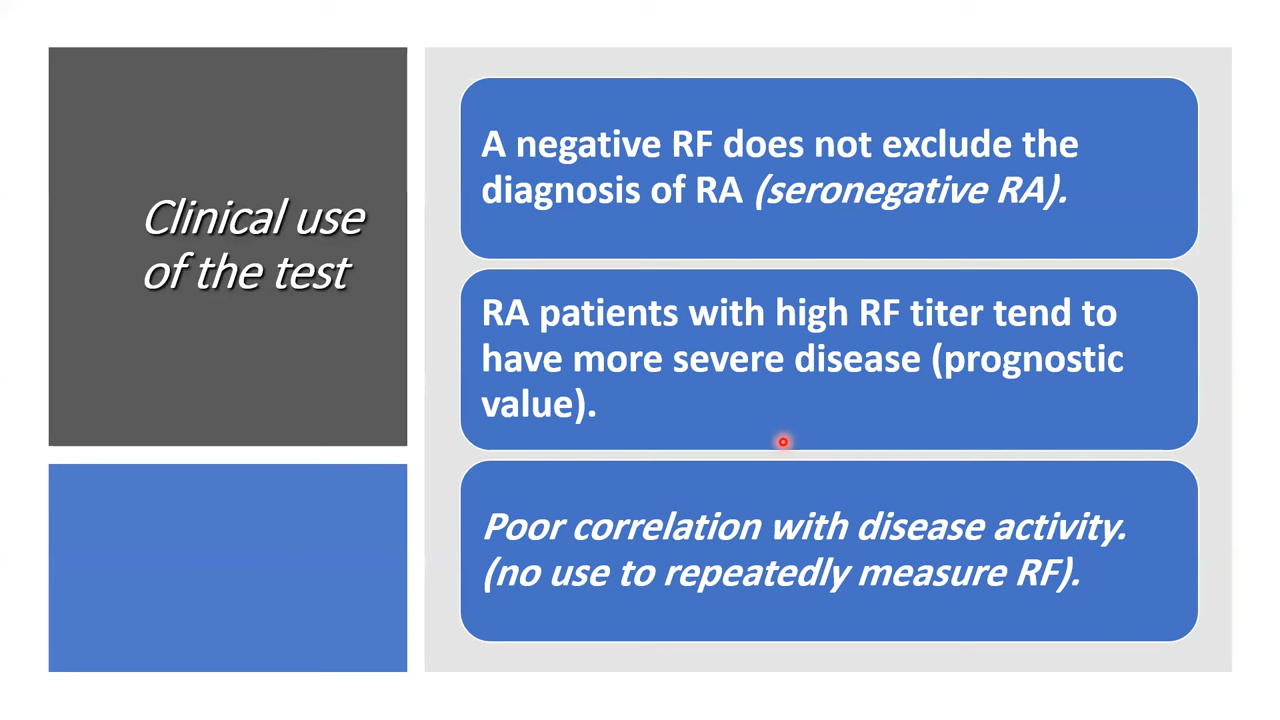 Clinical use
of the test
A negative RF does not exclude the
diagnosis of RA (seronegative RA).
RA patients with high RF titer tend to
have more severe disease (prognostic
value).
Poor correlation with disease activity.
(no use to repeatedly measure RF).